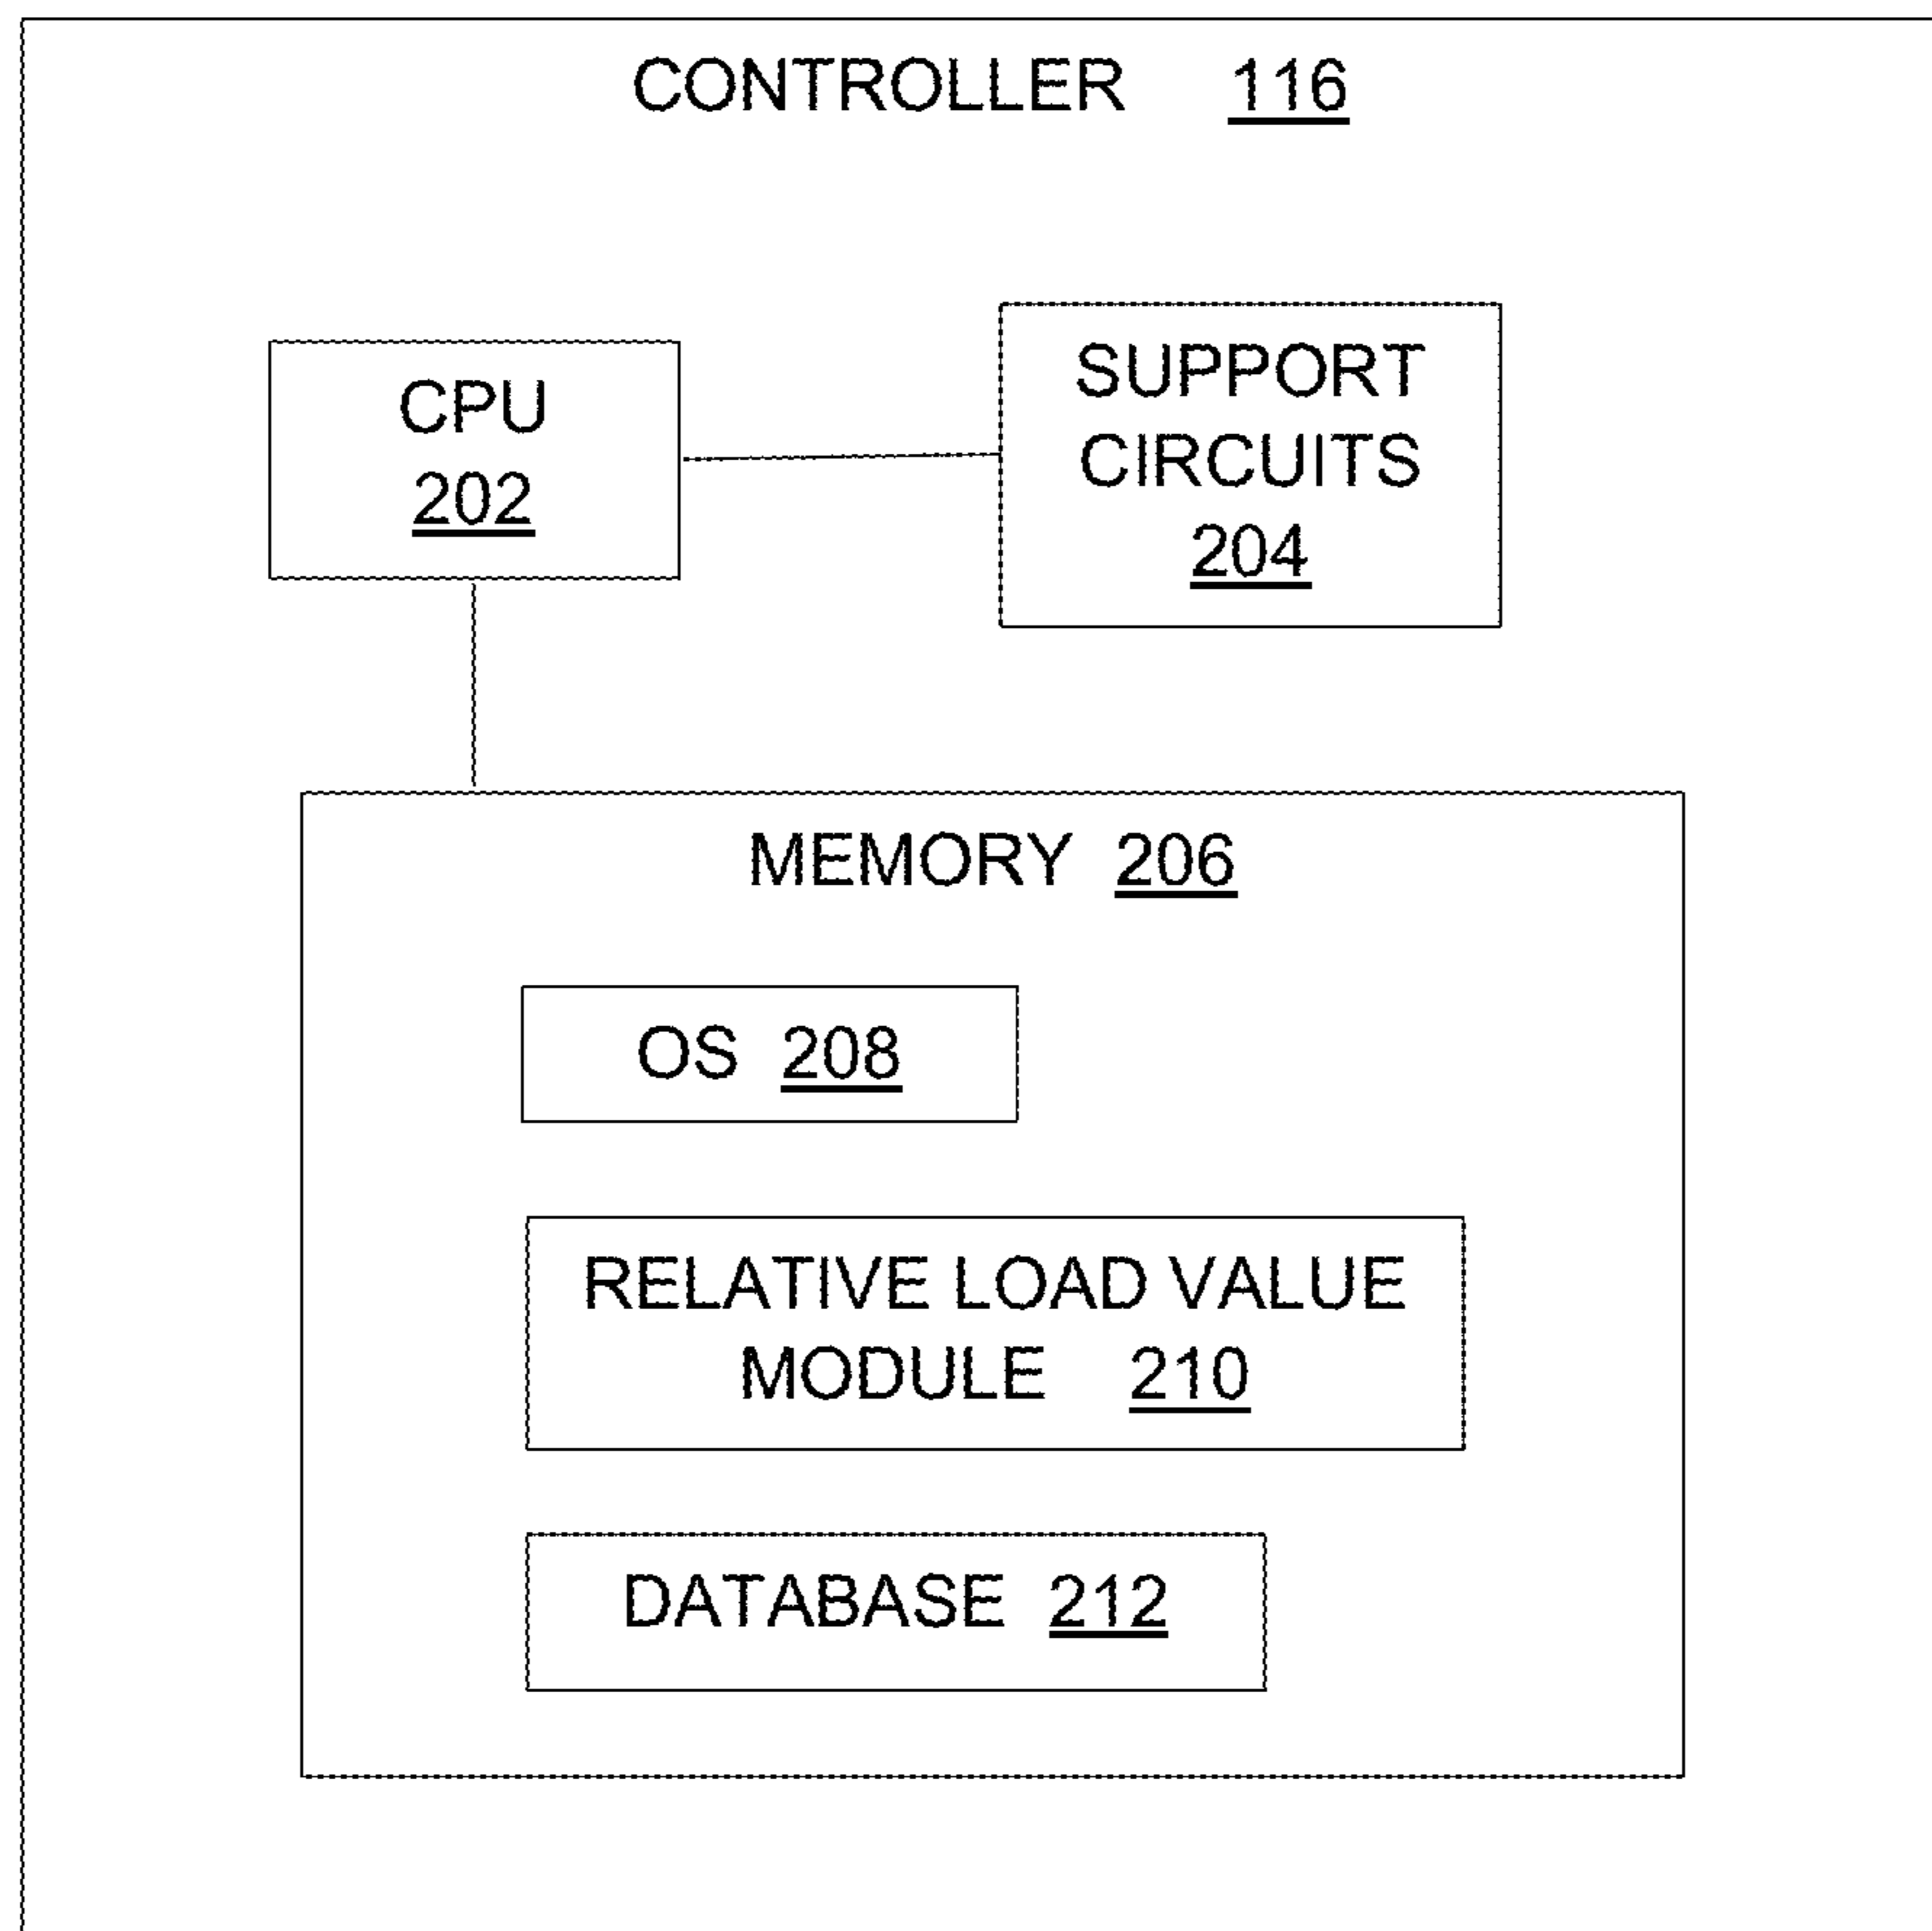 CONTROLLER 116
CPU
202
SUPPORT
CIRCUITS
204
MEMORY 206
OS 208
RELATIVE LOAD VALUE
MODULE 210
DATABASE 212